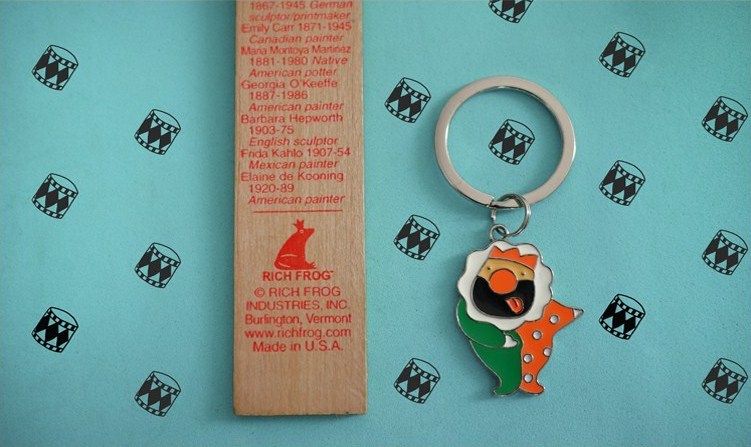 1867-1945 German
sculptor/printmaker
Emily Carr 1871-1945
Canadian painter
Maria Montoya Martinez
1881-1980 Native
American potter
Georgia O'Keeffe
1887-1986
American painter
Barbara Hepworth
1903-75
English sculptor
Frida Kahlo 1907-54
Mexican painter
Elaine de Kooning
1920-89
American painter
RICH FROG™
© RICH FROG
INDUSTRIES, INC.
Burlington, Vermont
www.richfrog.com
Made in U.S.A.